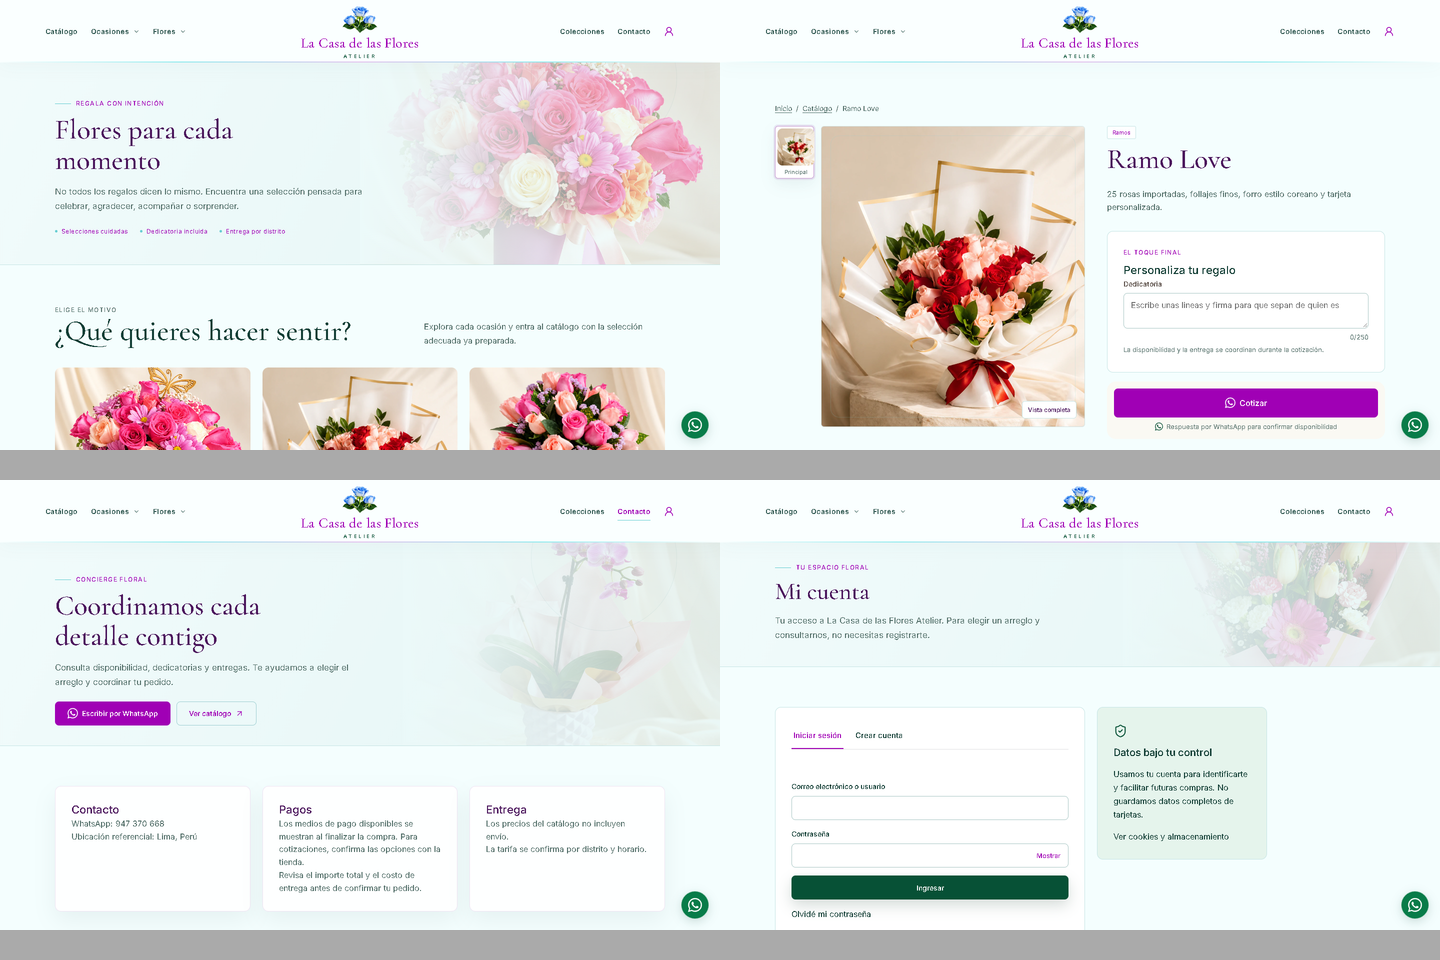 Catálogo Ocasiones Flores
La Casa de las Flores
ATELIER
Colecciones Contacto
REGALA CON INTENCIÓN
Flores para cada
momento
No todos los regalos dicen lo mismo. Encuentra una selección pensada para
celebrar, agradecer, acompañar o sorprender.
Selecciones cuidadas Dedicatoria incluida Entrega por distrito
ELIGE EL MOTIVO
¿Qué quieres hacer sentir?
Explora cada ocasión y entra al catálogo con la selección
adecuada ya preparada.
Catálogo Ocasiones Flores
La Casa de las Flores
ATELIER
Colecciones Contacto
Inicio / Catálogo / Ramo Love
Principal
Vista completa
Ramos
Ramo Love
25 rosas importadas, follajes finos, forro estilo coreano y tarjeta
personalizada.
EL TOQUE FINAL
Personaliza tu regalo
Dedicatoria
Escribe unas lineas y firma para que sepan de quien es
0/250
La disponibilidad y la entrega se coordinan durante la cotización.
Cotizar
Respuesta por WhatsApp para confirmar disponibilidad
Catálogo Ocasiones Flores
La Casa de las Flores
ATELIER
Colecciones Contacto
CONCIERGE FLORAL
Coordinamos cada
detalle contigo
Consulta disponibilidad, dedicatorias y entregas. Te ayudamos a elegir el
arreglo y coordinar tu pedido.
Escribir por WhatsApp Ver catálogo
Contacto
WhatsApp: 947 370 668
Ubicación referencial: Lima, Perú
Pagos
Los medios de pago disponibles se
muestran al finalizar la compra. Para
cotizaciones, confirma las opciones con la
tienda.
Revisa el importe total y el costo de
entrega antes de confirmar tu pedido.
Entrega
Los precios del catálogo no incluyen
envío.
La tarifa se confirma por distrito y horario.
Catálogo Ocasiones Flores
La Casa de las Flores
ATELIER
Colecciones Contacto
TU ESPACIO FLORAL
Mi cuenta
Tu acceso a La Casa de las Flores Atelier. Para elegir un arreglo y
consultarnos, no necesitas registrarte.
Iniciar sesión Crear cuenta
Correo electrónico o usuario
Contraseña
Mostrar
Ingresar
Olvidé mi contraseña
Datos bajo tu control
Usamos tu cuenta para identificarte
y facilitar futuras compras. No
guardamos datos completos de
tarjetas.
Ver cookies y almacenamiento